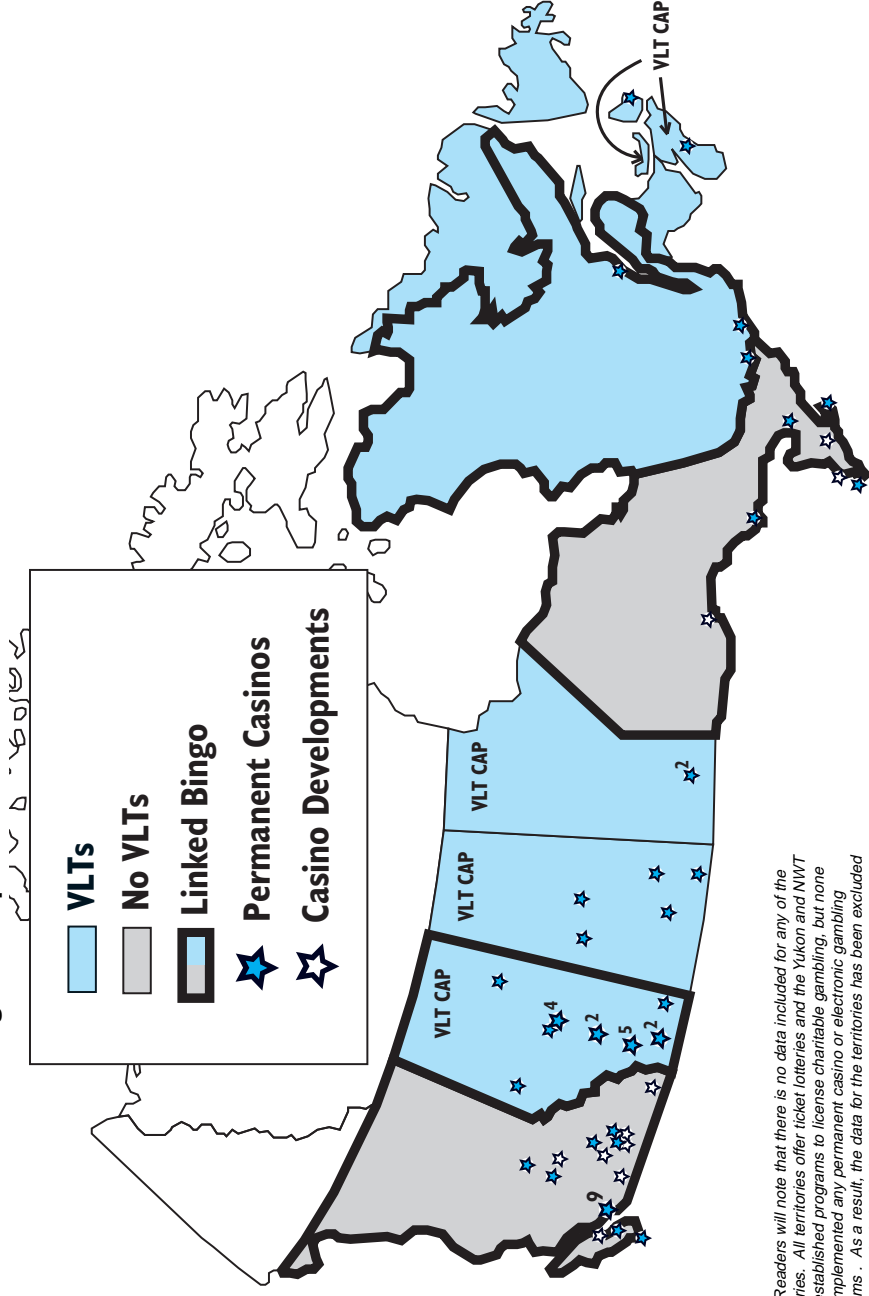 VLTs
No VLTs
Linked Bingo
Permanent Casinos
Casino Developments
VLT CAP
VLT CAP
VLT CAP
VLT CAP
4
2
5
2
9
2
Readers will note that there is no data included for any of the
ries. All territories offer ticket lotteries and the Yukon and NWT
established programs to license charitable gambling, but none
mplemented any permanent casino or electronic gambling
ms . As a result, the data for the territories has been excluded